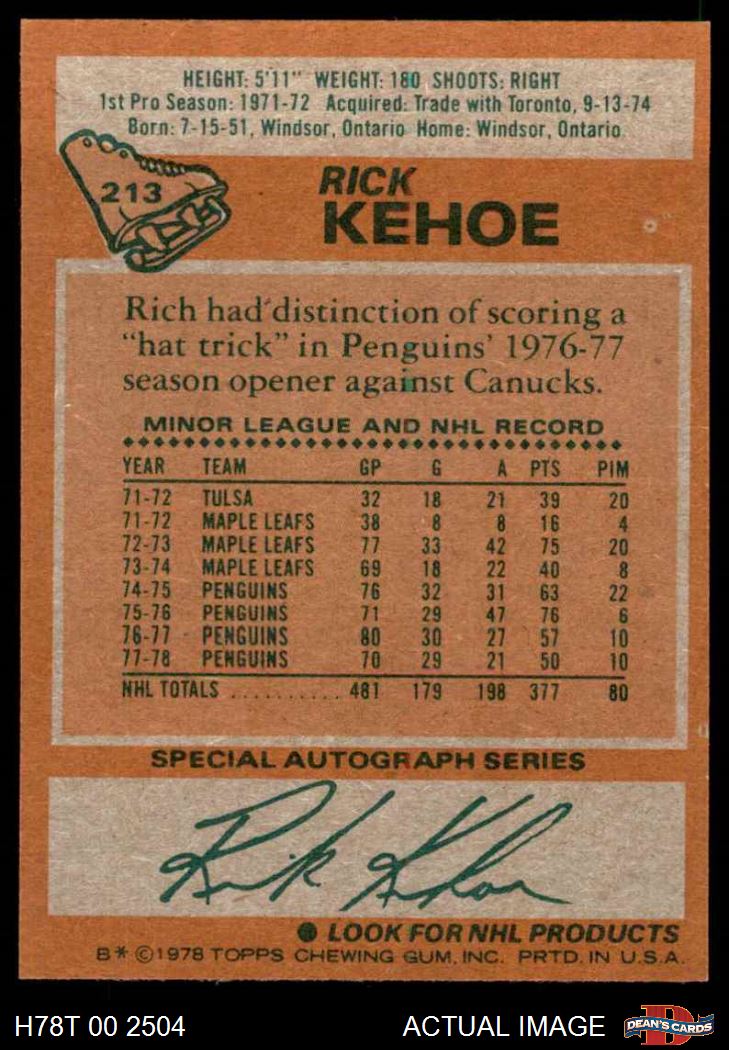 HEIGHT: 5'11" WEIGHT: 180 SHOOTS: RIGHT
1st Pro Season: 1971-72 Acquired: Trade with Toronto, 9-13-74
Born: 7-15-51, Windsor, Ontario Home: Windsor, Ontario
213
RICK
KEHOE
Rich had distinction of scoring a
"hat trick" in Penguins' 1976-77
season opener against Canucks.
MINOR LEAGUE AND NHL RECORD
YEAR TEAM GP G A PTS PIM
71-72 TULSA 32 18 21 39 20
71-72 MAPLE LEAFS 38 8 8 16 4
72-73 MAPLE LEAFS 77 33 42 75 20
73-74 MAPLE LEAFS 69 18 22 40 8
74-75 PENGUINS 76 32 31 63 22
75-76 PENGUINS 71 29 47 76 6
76-77 PENGUINS 80 30 27 57 10
77-78 PENGUINS 70 29 21 50 10
NHL TOTALS .......... 481 179 198 377 80
SPECIAL AUTOGRAPH SERIES
Rick Kehoe
LOOK FOR NHL PRODUCTS
B* ©1978 TOPPS CHEWING GUM, INC. PRTD. IN U.S.A.
H78T 00 2504 ACTUAL IMAGE DEAN'S CARDS